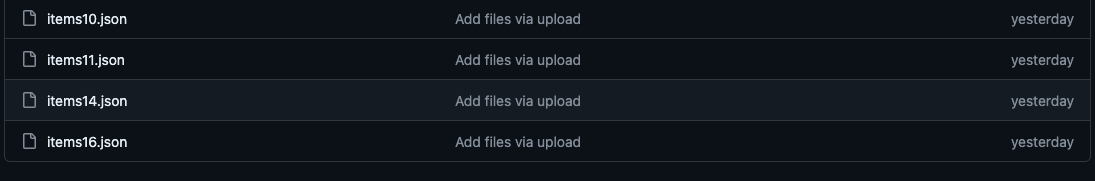 items10.json Add files via upload yesterday
items11.json Add files via upload yesterday
items14.json Add files via upload yesterday
items16.json Add files via upload yesterday